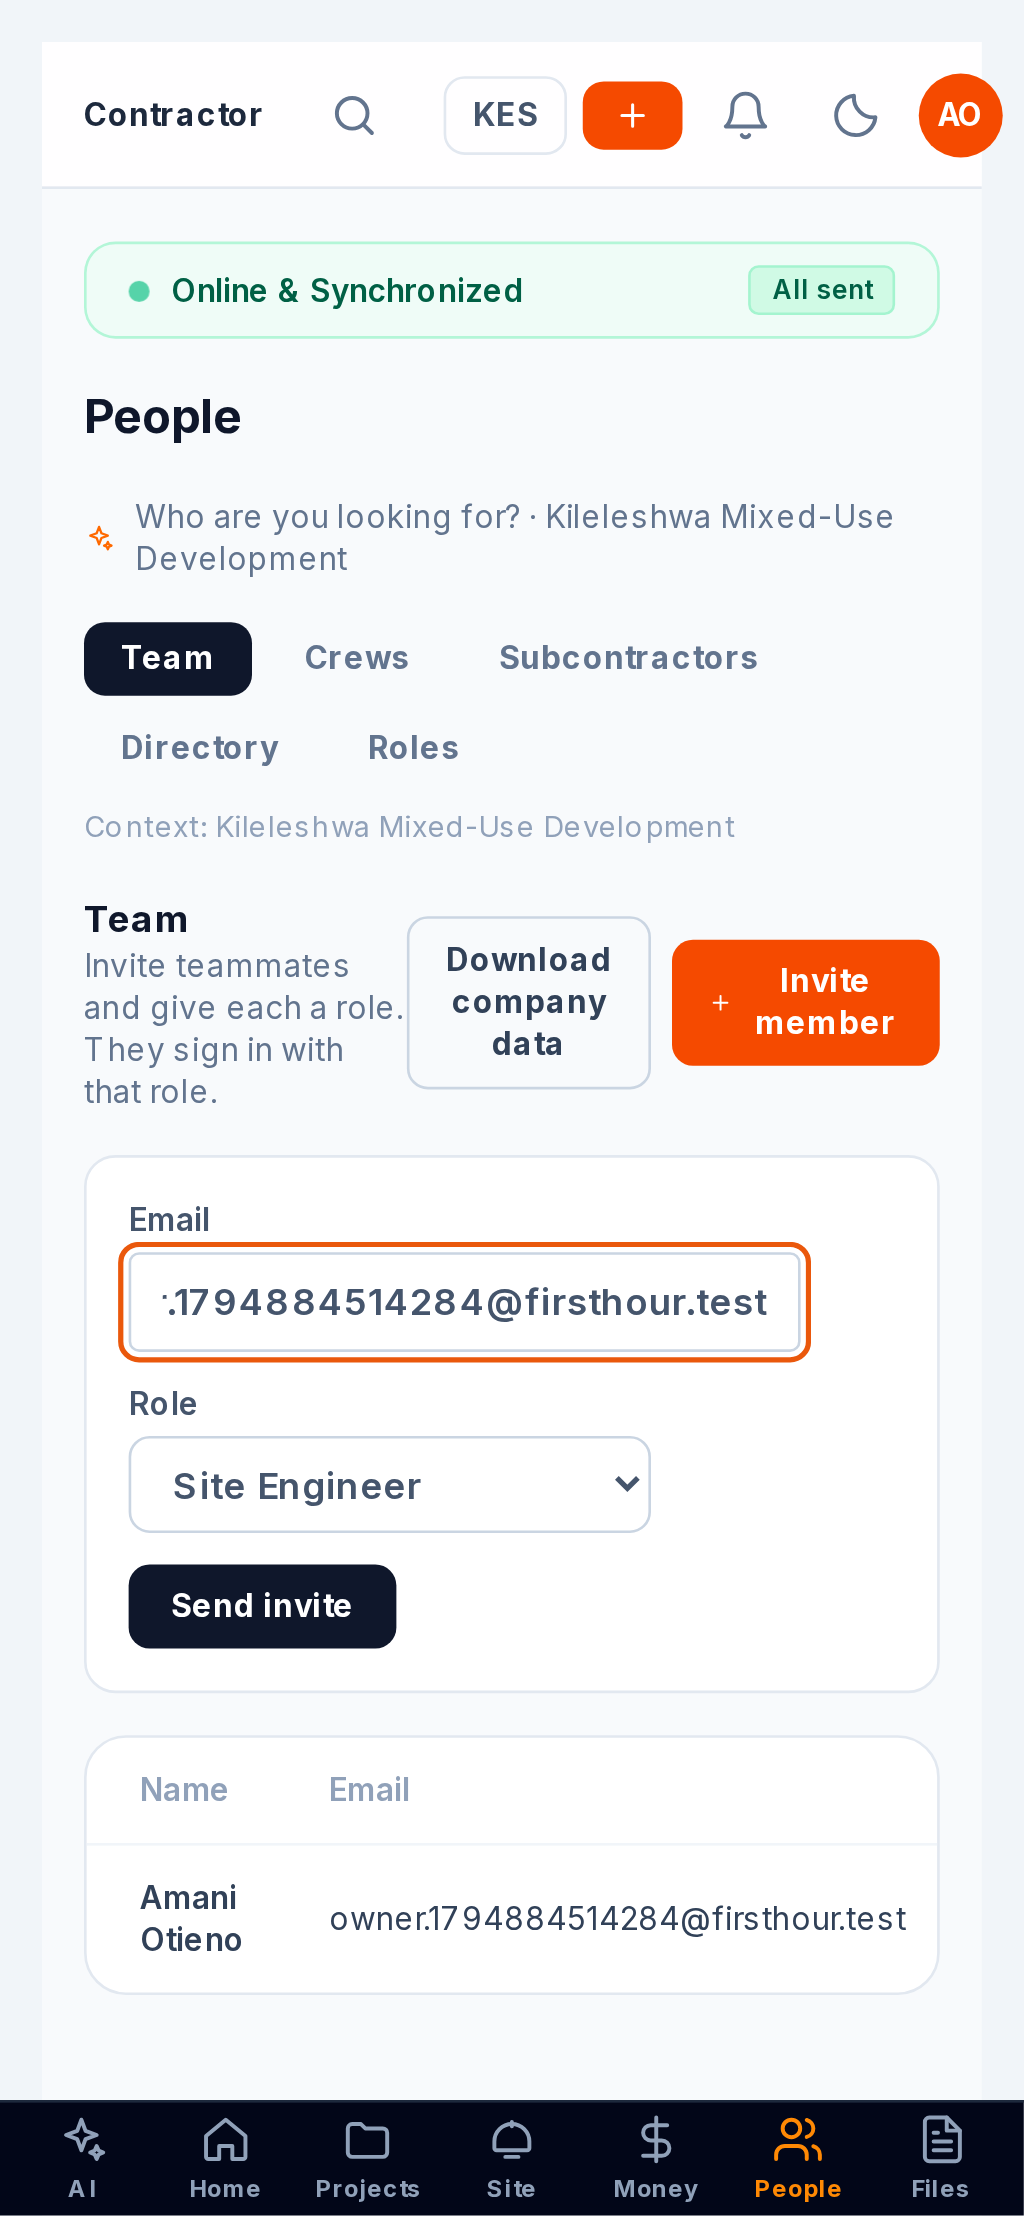 Contractor
KES
+
AO
Online & Synchronized
All sent
People
Who are you looking for? · Kileleshwa Mixed-Use
Development
Team
Crews
Subcontractors
Directory
Roles
Context: Kileleshwa Mixed-Use Development
Team
Invite teammates
and give each a role.
They sign in with
that role.
Download
company
data
+ Invite
member
Email
.1794884514284@firsthour.test
Role
Site Engineer
Send invite
Name
Email
Amani
Otieno
owner.1794884514284@firsthour.test
AI
Home
Projects
Site
Money
People
Files